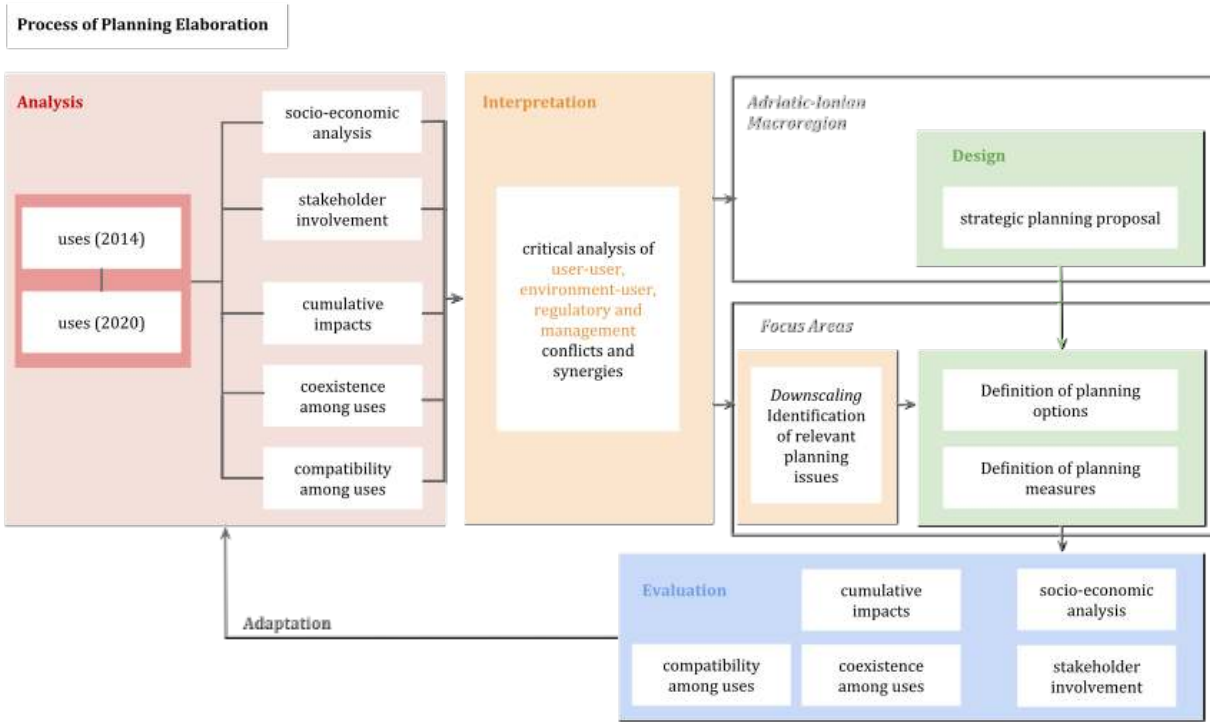 Process of Planning Elaboration
Analysis
uses (2014)
uses (2020)
socio-economic
analysis
stakeholder
involvement
cumulative
impacts
coexistence
among uses
compatibility
among uses
Interpretation
critical analysis of
user-user,
environment-user,
regulatory and
management
conflicts and
synergies
Adriatic-Ionian
Macroregion
Design
strategic planning proposal
Focus Areas
Downscaling
Identification
of relevant
planning
issues
Definition of planning
options
Definition of planning
measures
Evaluation
cumulative
impacts
socio-economic
analysis
compatibility
among uses
coexistence
among uses
stakeholder
involvement
Adaptation